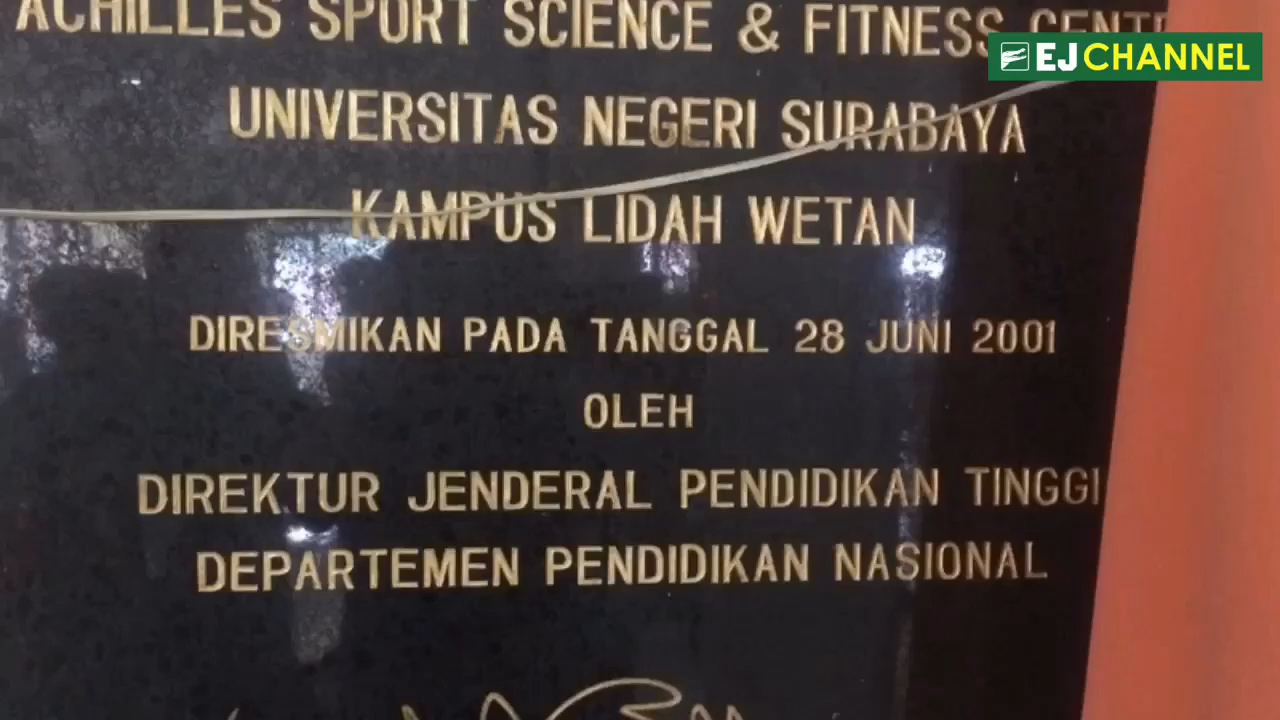 ACHILLES SPORT SCIENCE & FITNESS
EJ CHANNEL
UNIVERSITAS NEGERI SURABAYA
KAMPUS LIDAH WETAN
DIRESMIKAN PADA TANGGAL 28 JUNI 2001
OLEH
DIREKTUR JENDERAL PENDIDIKAN TINGGI
DEPARTEMEN PENDIDIKAN NASIONAL